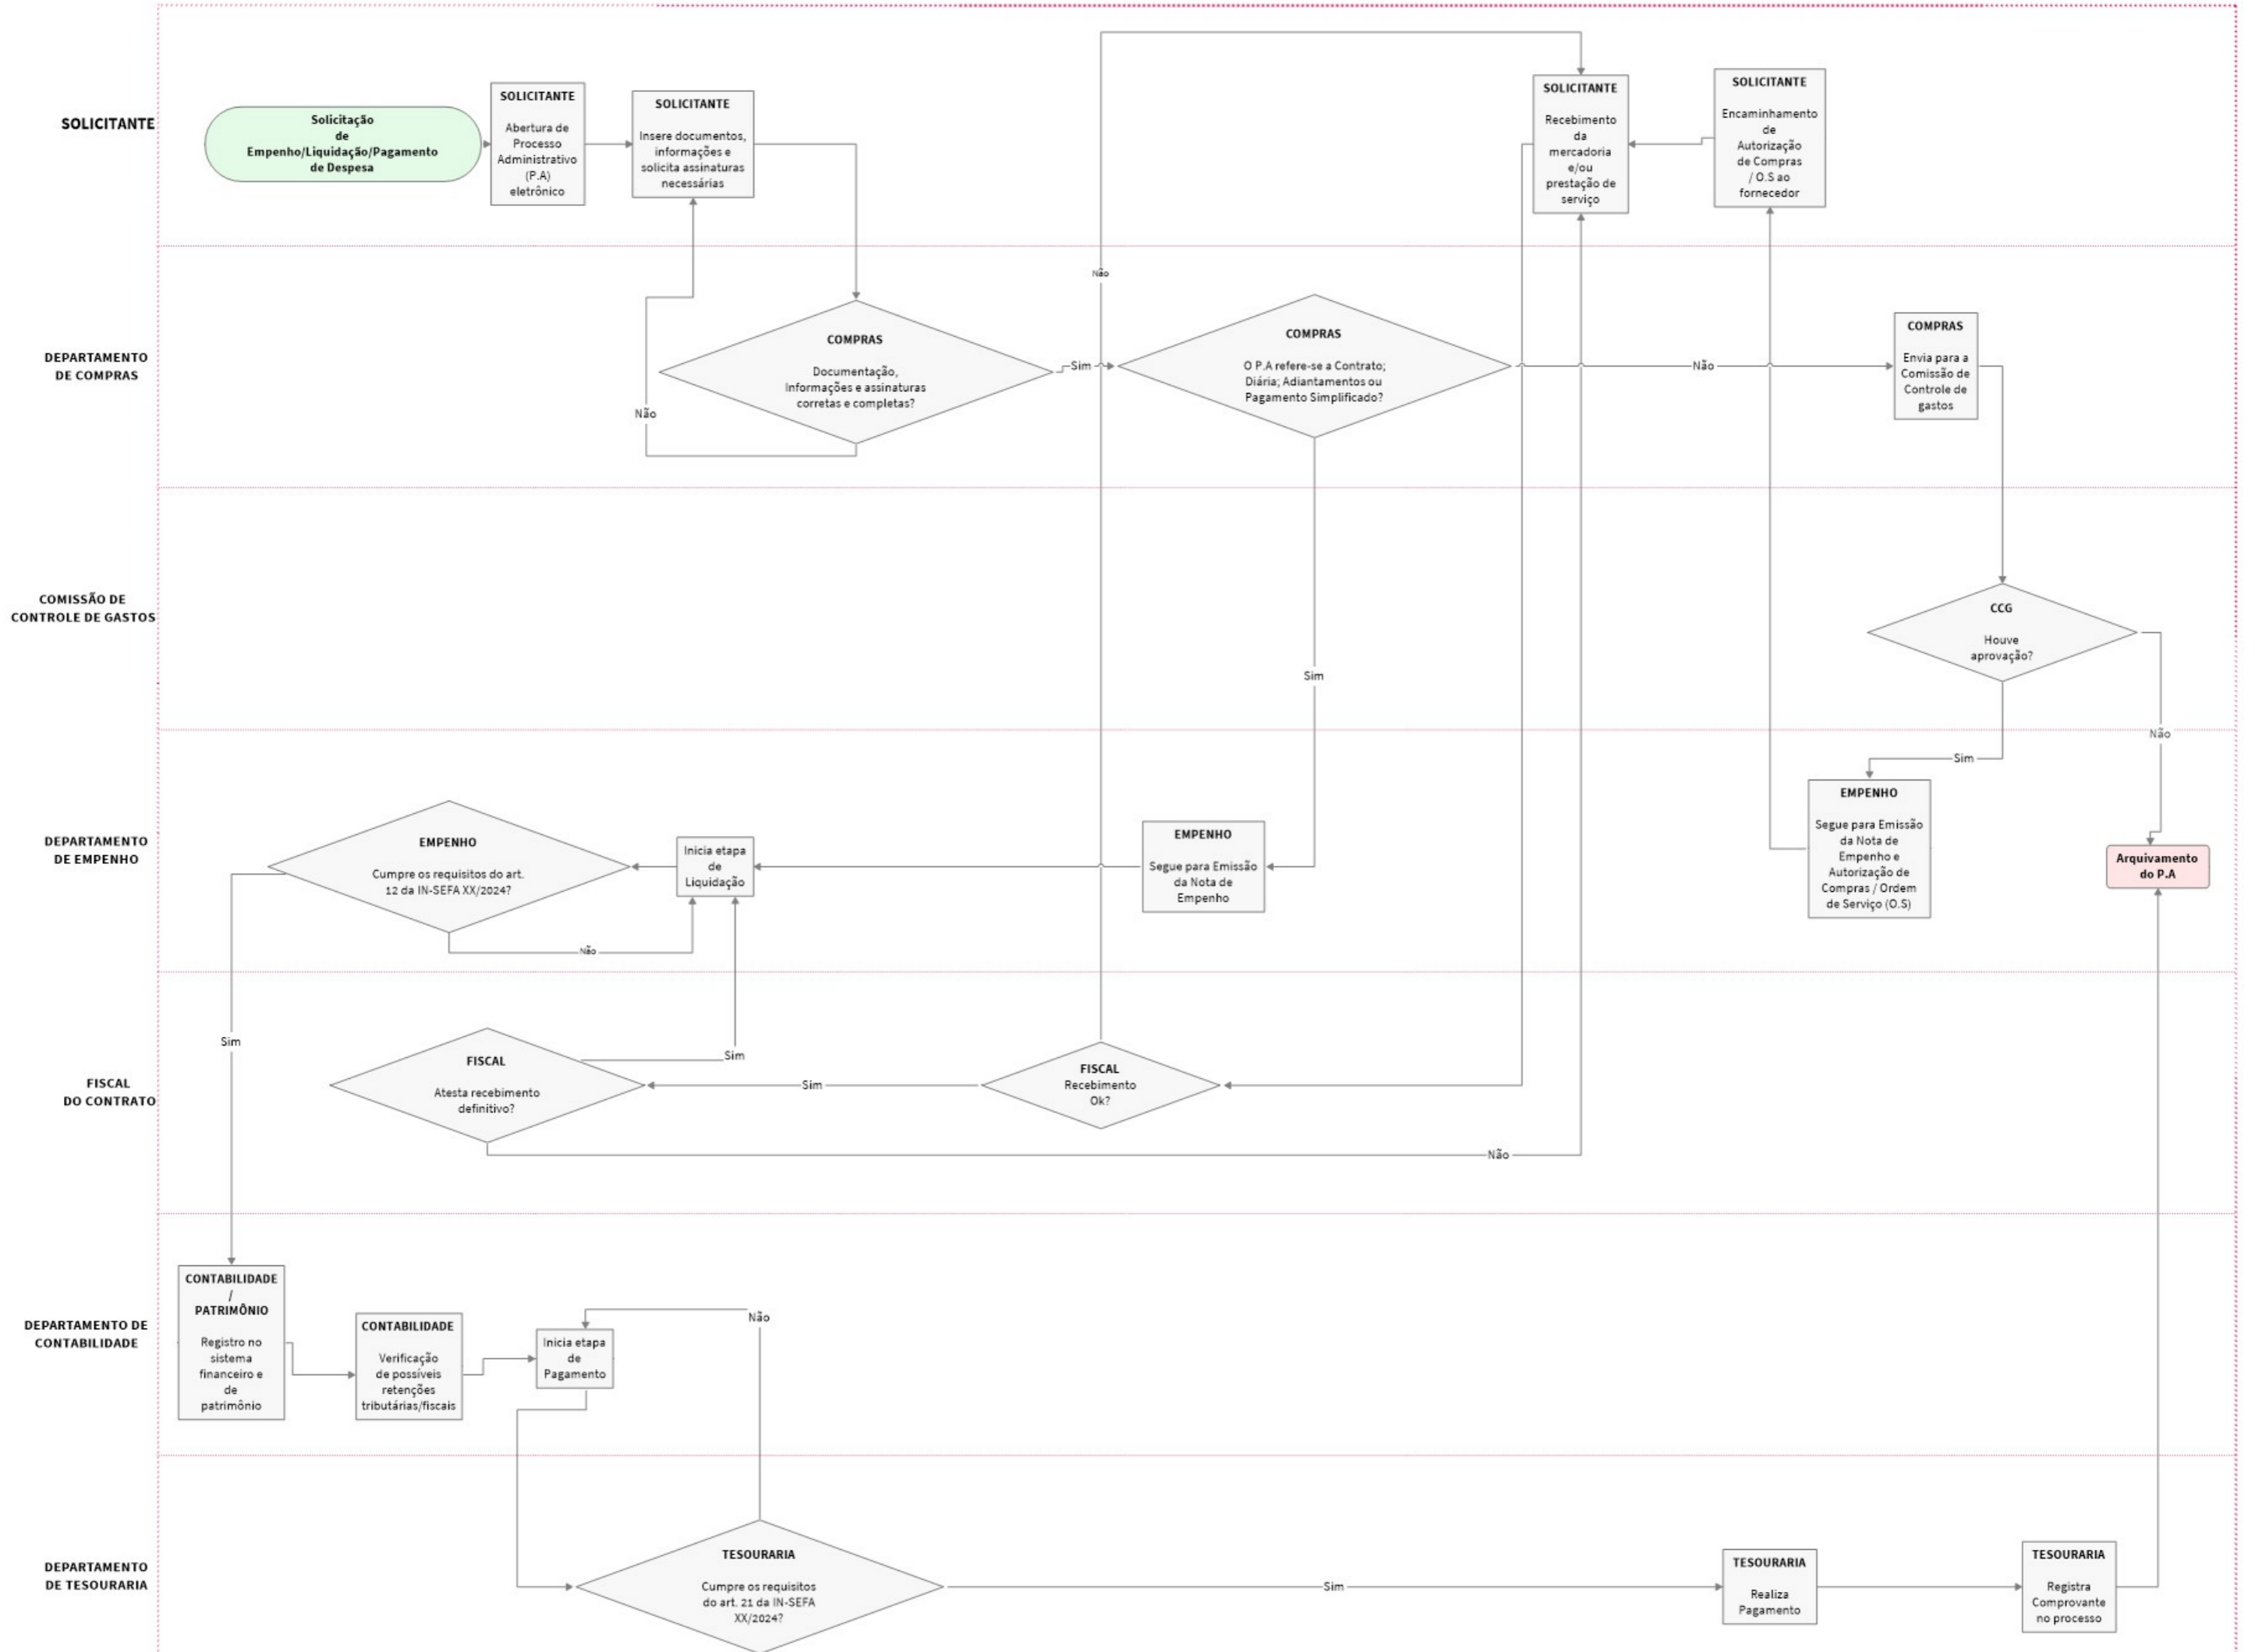 SOLICITANTE
Solicitação
de
Empenho/Liquidação/Pagamento
de Despesa
SOLICITANTE
Abertura de
Processo
Administrativo
(P.A)
eletrônico
SOLICITANTE
Insere documentos,
informações e
solicita assinaturas
necessárias
SOLICITANTE
Recebimento
da
mercadoria
e/ou
prestação de
serviço
SOLICITANTE
Encaminhamento
de
Autorização
de Compras
/ O.S ao
fornecedor
DEPARTAMENTO
DE COMPRAS
Não
COMPRAS
Documentação,
Informações e assinaturas
corretas e completas?
Sim
Não
COMPRAS
O P.A refere-se a Contrato;
Diária; Adiantamentos ou
Pagamento Simplificado?
Não
COMPRAS
Envia para a
Comissão de
Controle de
gastos
COMISSÃO DE
CONTROLE DE GASTOS
Sim
CCG
Houve
aprovação?
Não
Sim
DEPARTAMENTO
DE EMPENHO
EMPENHO
Cumpre os requisitos do art.
12 da IN-SEFA XX/2024?
Não
Inicia etapa
de
Liquidação
EMPENHO
Segue para Emissão
da Nota de
Empenho
EMPENHO
Segue para Emissão
da Nota de
Empenho e
Autorização de
Compras / Ordem
de Serviço (O.S)
Arquivamento
do P.A
FISCAL
DO CONTRATO
Sim
FISCAL
Atesta recebimento
definitivo?
Sim
Sim
FISCAL
Recebimento
Ok?
Não
DEPARTAMENTO DE
CONTABILIDADE
CONTABILIDADE
/
PATRIMÔNIO
Registro no
sistema
financeiro e
de
patrimônio
CONTABILIDADE
Verificação
de possíveis
retenções
tributárias/fiscais
Inicia etapa
de
Pagamento
Não
DEPARTAMENTO
DE TESOURARIA
TESOURARIA
Cumpre os requisitos
do art. 21 da IN-SEFA
XX/2024?
Sim
TESOURARIA
Realiza
Pagamento
TESOURARIA
Registra
Comprovante
no processo